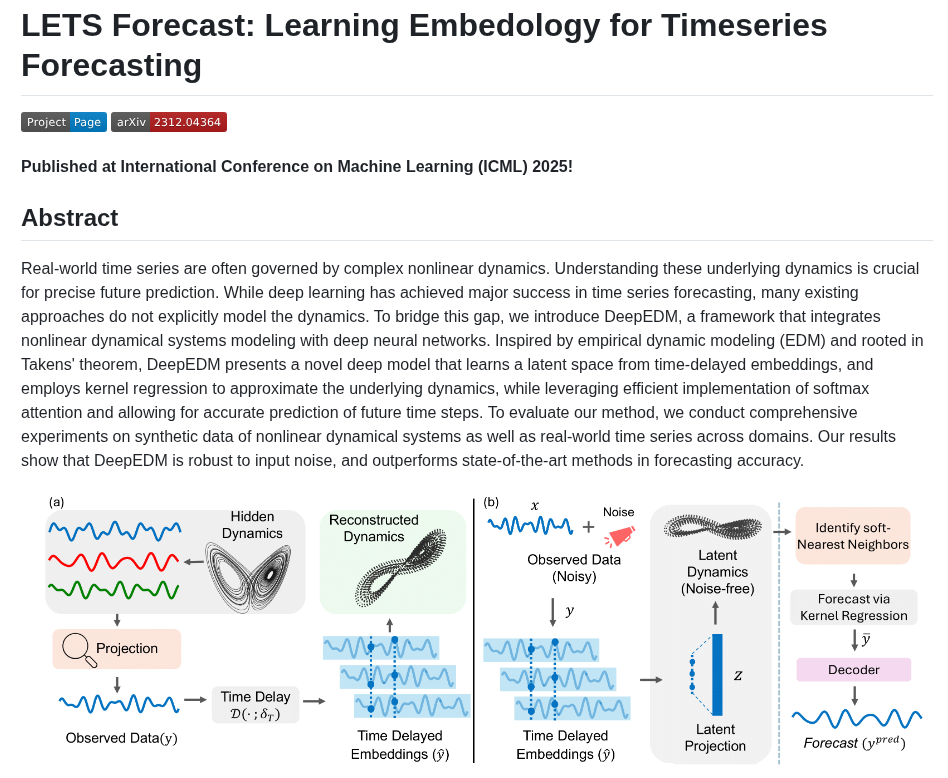 LETS Forecast: Learning Embedology for Timeseries
Forecasting
Project Page arXiv 2312.04364
Published at International Conference on Machine Learning (ICML) 2025!
Abstract
Real-world time series are often governed by complex nonlinear dynamics. Understanding these underlying dynamics is crucial
for precise future prediction. While deep learning has achieved major success in time series forecasting, many existing
approaches do not explicitly model the dynamics. To bridge this gap, we introduce DeepEDM, a framework that integrates
nonlinear dynamical systems modeling with deep neural networks. Inspired by empirical dynamic modeling (EDM) and rooted in
Takens' theorem, DeepEDM presents a novel deep model that learns a latent space from time-delayed embeddings, and
employs kernel regression to approximate the underlying dynamics, while leveraging efficient implementation of softmax
attention and allowing for accurate prediction of future time steps. To evaluate our method, we conduct comprehensive
experiments on synthetic data of nonlinear dynamical systems as well as real-world time series across domains. Our results
show that DeepEDM is robust to input noise, and outperforms state-of-the-art methods in forecasting accuracy.
(a)
Hidden
Dynamics
Projection
Observed Data(y)
Time Delay
𝒟(· ; δ_T)
Reconstructed
Dynamics
Time Delayed
Embeddings (ŷ)
(b)
x
+
Noise
Observed Data
(Noisy)
y
Time Delayed
Embeddings (ŷ)
Latent
Dynamics
(Noise-free)
z
Latent
Projection
Identify soft-
Nearest Neighbors
Forecast via
Kernel Regression
ȳ
Decoder
Forecast (y^pred)